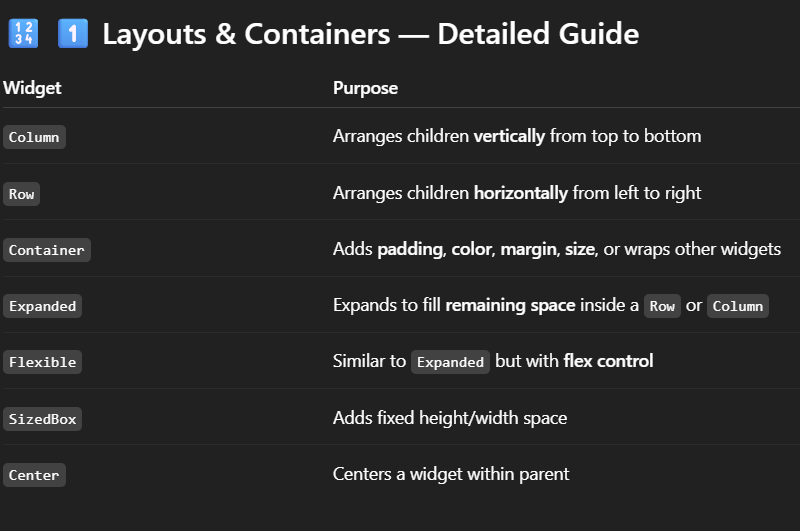 🔢 1️⃣ Layouts & Containers — Detailed Guide
Widget Purpose
Column Arranges children vertically from top to bottom
Row Arranges children horizontally from left to right
Container Adds padding, color, margin, size, or wraps other widgets
Expanded Expands to fill remaining space inside a Row or Column
Flexible Similar to Expanded but with flex control
SizedBox Adds fixed height/width space
Center Centers a widget within parent